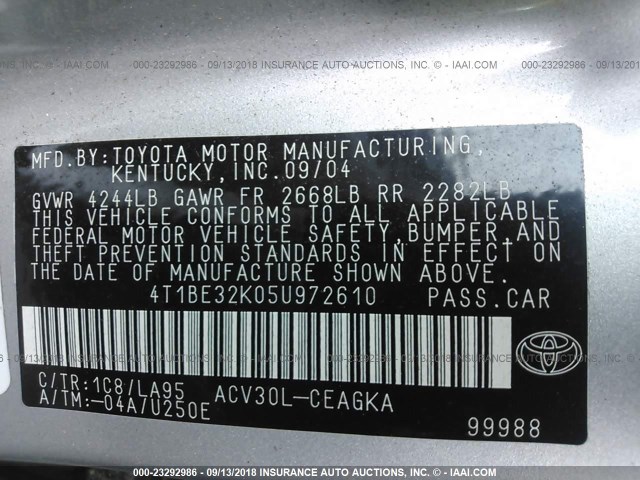 000-23292986 - 09/13/2018 - INSURANCE AUTO AUCTIONS, INC. - IAAI.COM
MFD.BY:TOYOTA MOTOR MANUFACTURING,
KENTUCKY,INC.09/04
GVWR 4244LB GAWR FR 2668LB RR 2282LB
THIS VEHICLE CONFORMS TO ALL APPLICABLE
FEDERAL MOTOR VEHICLE SAFETY,BUMPER,AND
THEFT PREVENTION STANDARDS IN EFFECT ON
THE DATE OF MANUFACTURE SHOWN ABOVE.
4T1BE32K05U972610 PASS.CAR
C/TR:1C8/LA95 ACV30L-CEAGKA
A/TM:-04A/U250E
TOYOTA
99988
000-23292986 - 09/13/2018 - INSURANCE AUTO AUCTIONS, INC. - IAAI.COM